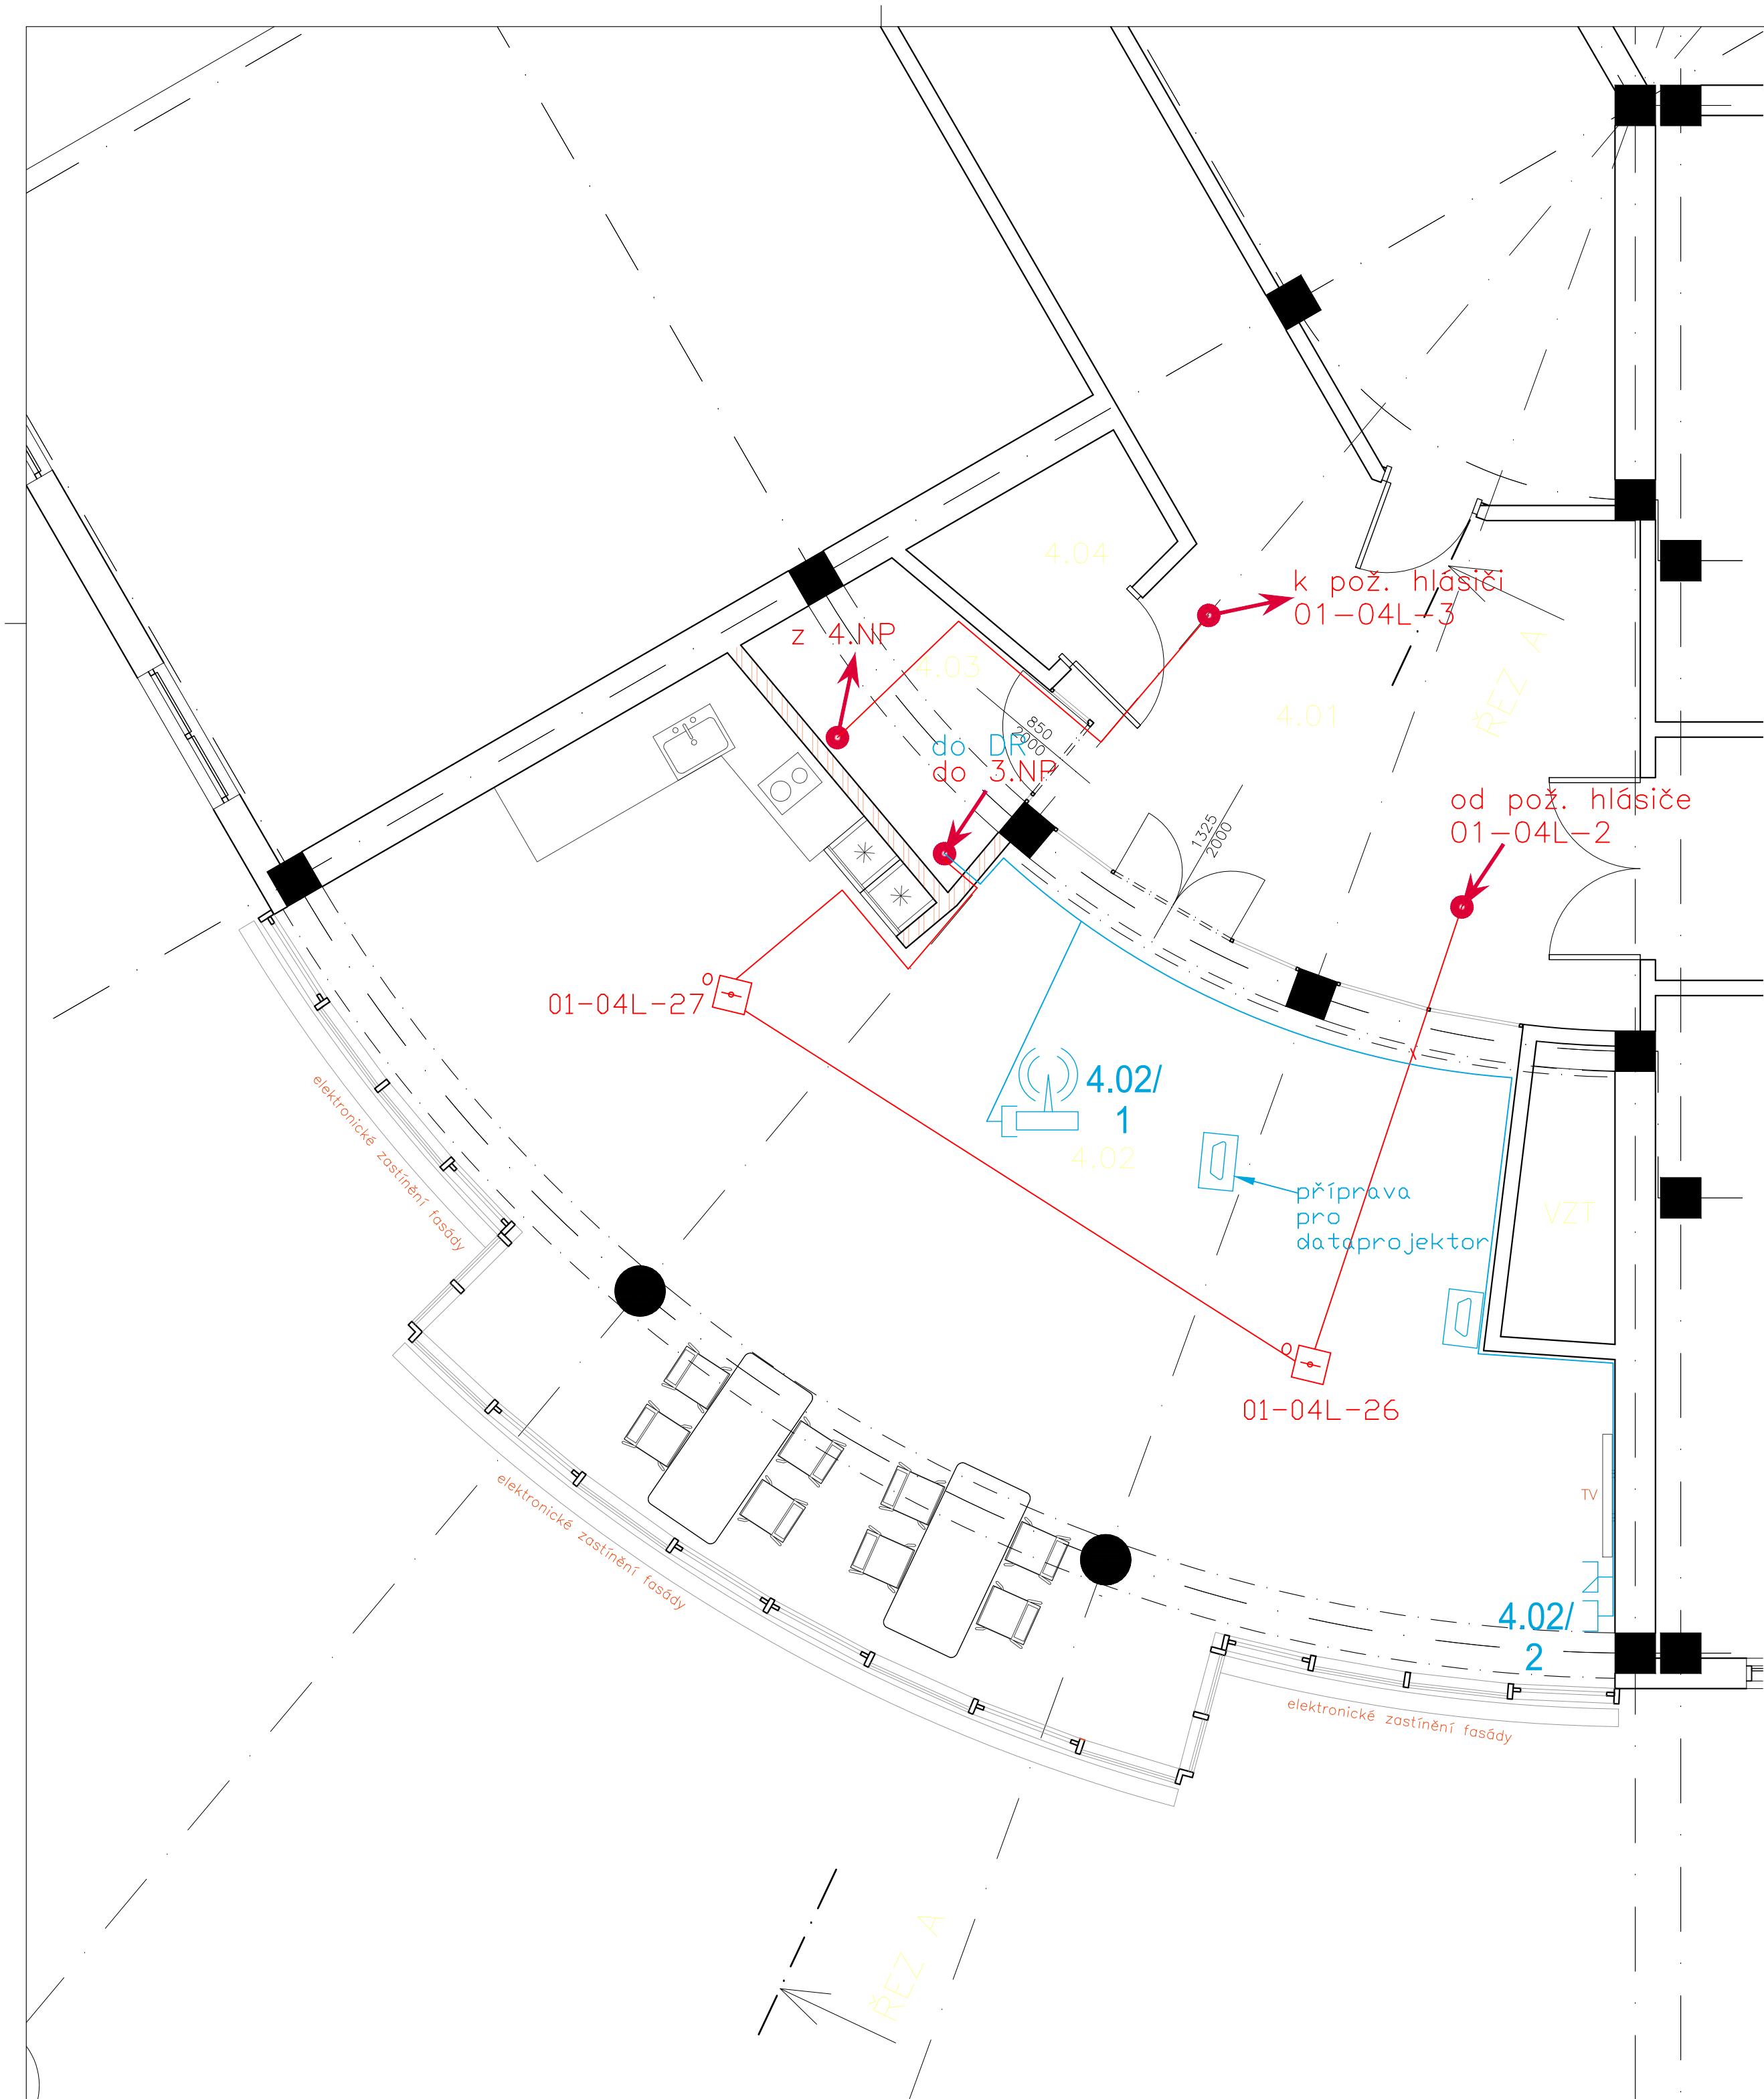 4.04
k pož. hlásiči
01-04L-3
z 4.NP
4.03
ŘEZ A
4.01
850
2000
do DR
do 3.NP
od pož. hlásiče
01-04L-2
1325
2000
01-04L-27
4.02/
1
4.02
elektronické zastínění fasády
příprava
pro
dataprojektor
VZT
01-04L-26
elektronické zastínění fasády
TV
4.02/
2
elektronické zastínění fasády
ŘEZ A